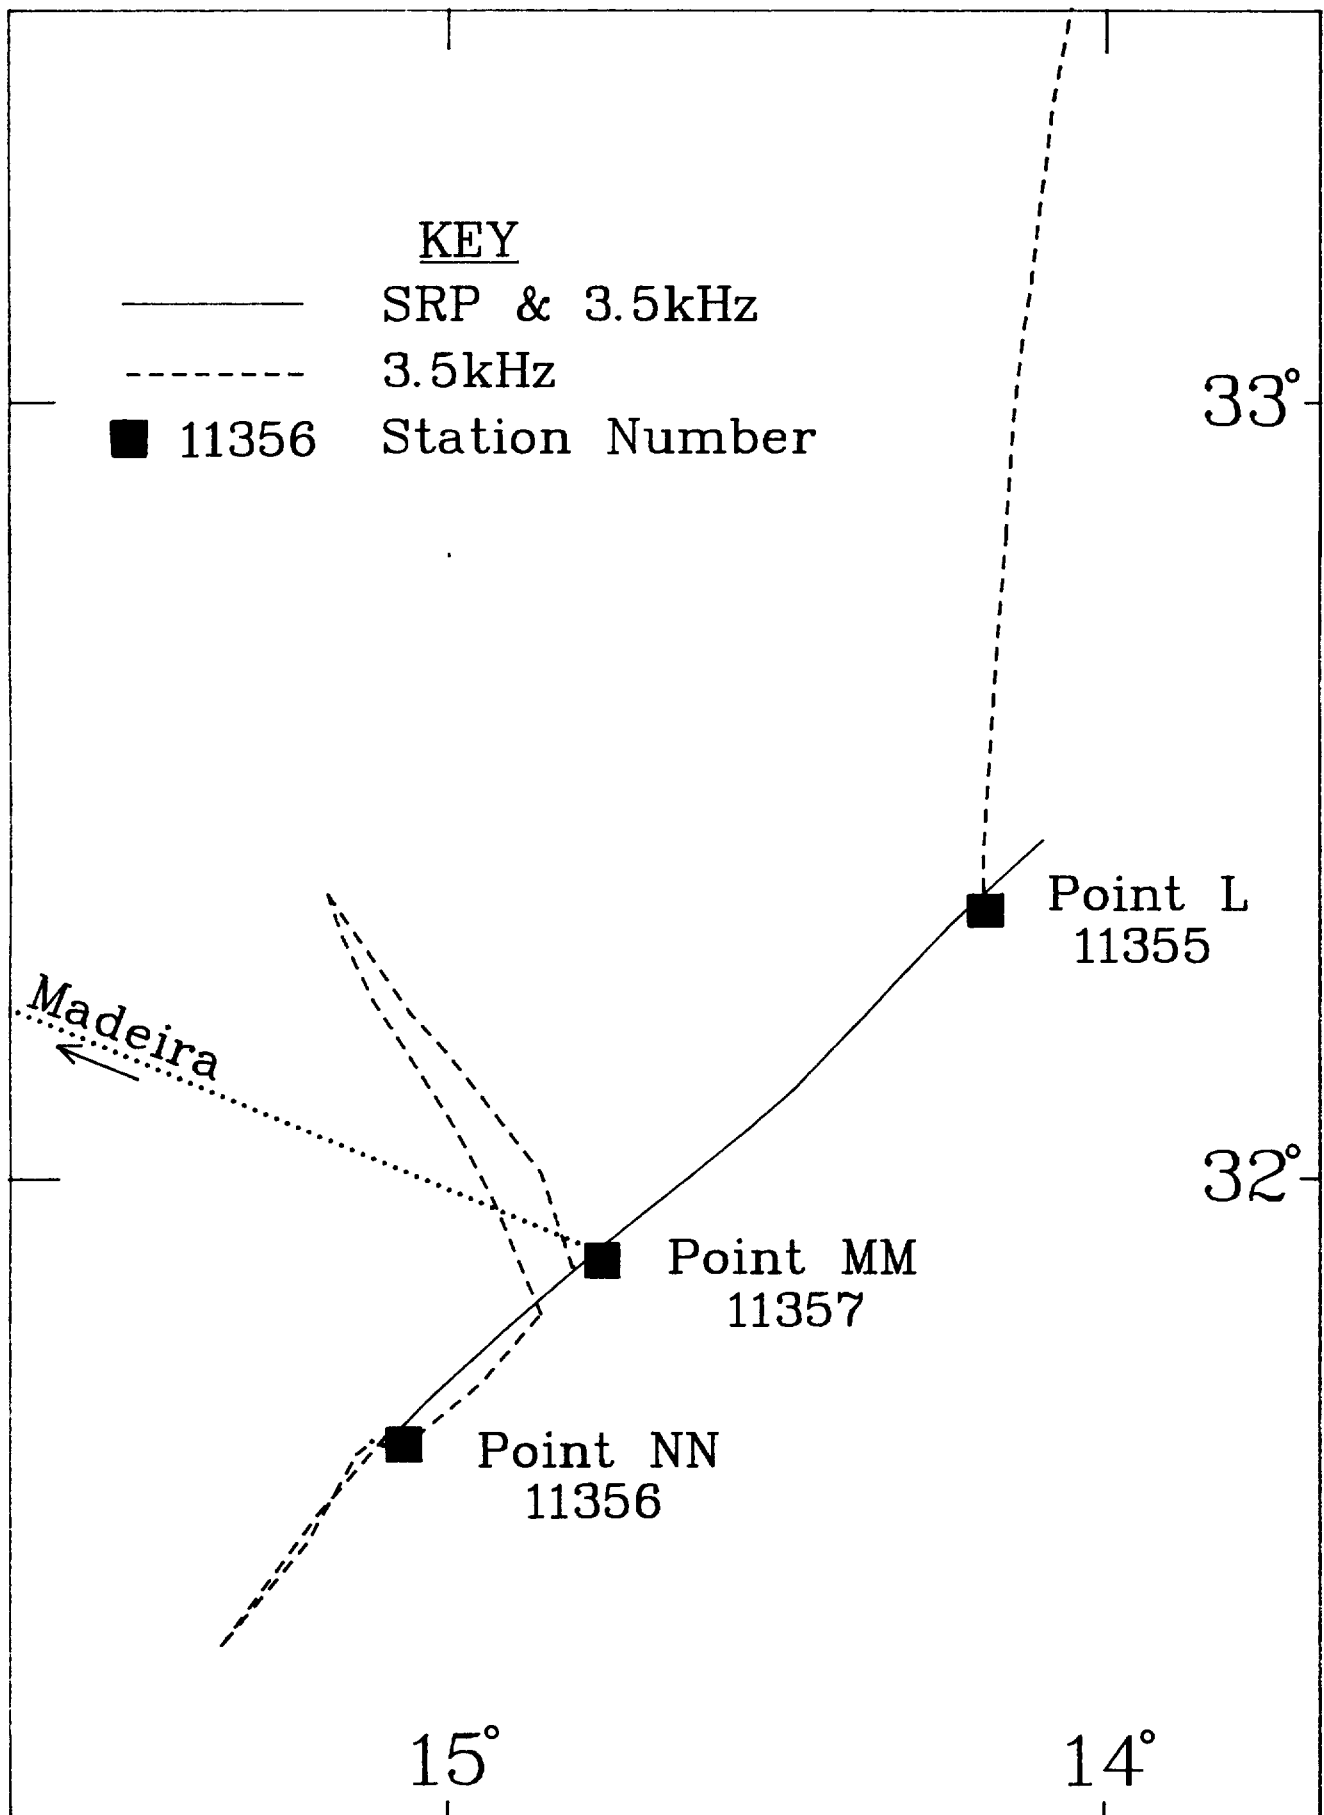 KEY
SRP & 3.5kHz
3.5kHz
11356 Station Number
33°
Point L
11355
Madeira
32°
Point MM
11357
Point NN
11356
15°
14°